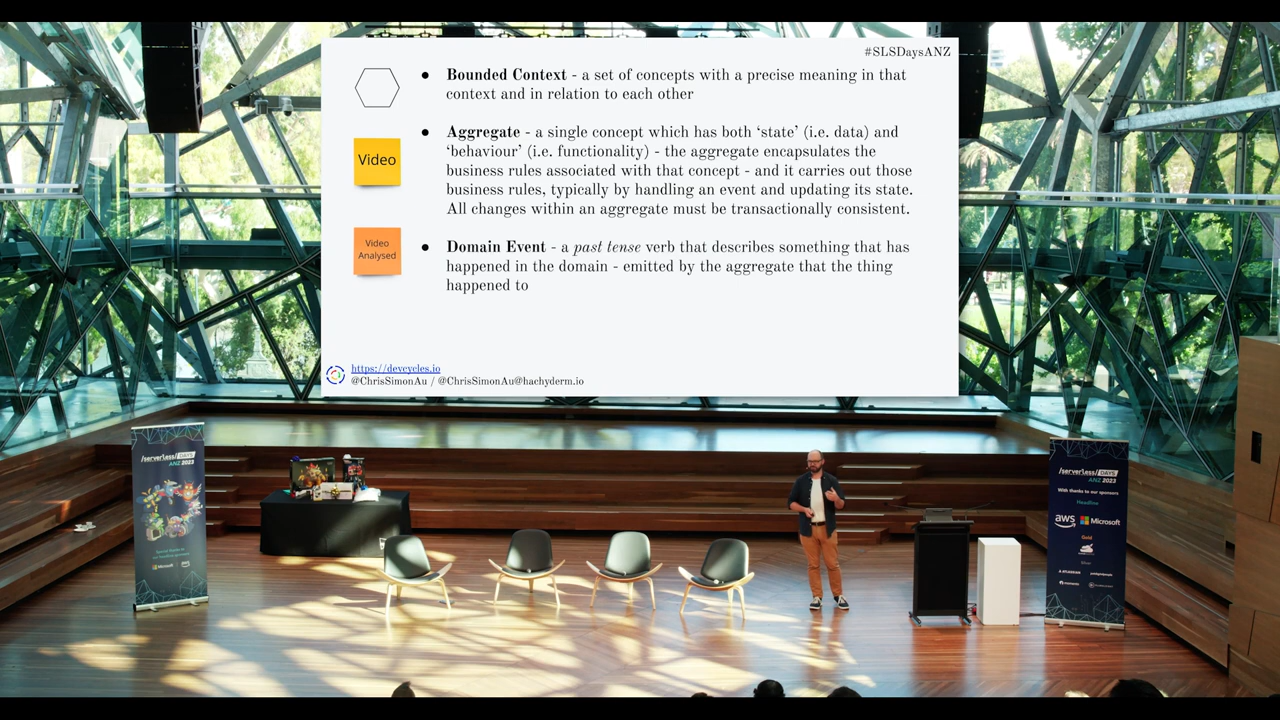 #SLSDaysANZ
● Bounded Context - a set of concepts with a precise meaning in that
context and in relation to each other
Video
● Aggregate - a single concept which has both ‘state’ (i.e. data) and
‘behaviour’ (i.e. functionality) - the aggregate encapsulates the
business rules associated with that concept - and it carries out those
business rules, typically by handling an event and updating its state.
All changes within an aggregate must be transactionally consistent.
Video
Analysed
● Domain Event - a past tense verb that describes something that has
happened in the domain - emitted by the aggregate that the thing
happened to
https://devcycles.io
@ChrisSimonAu / @ChrisSimonAu@hachyderm.io
/serverless/DAYS
ANZ 2023
Microsoft
/serverless/DAYS
ANZ 2023
With thanks to our sponsors
Headline
aws Microsoft
Gold
Silver